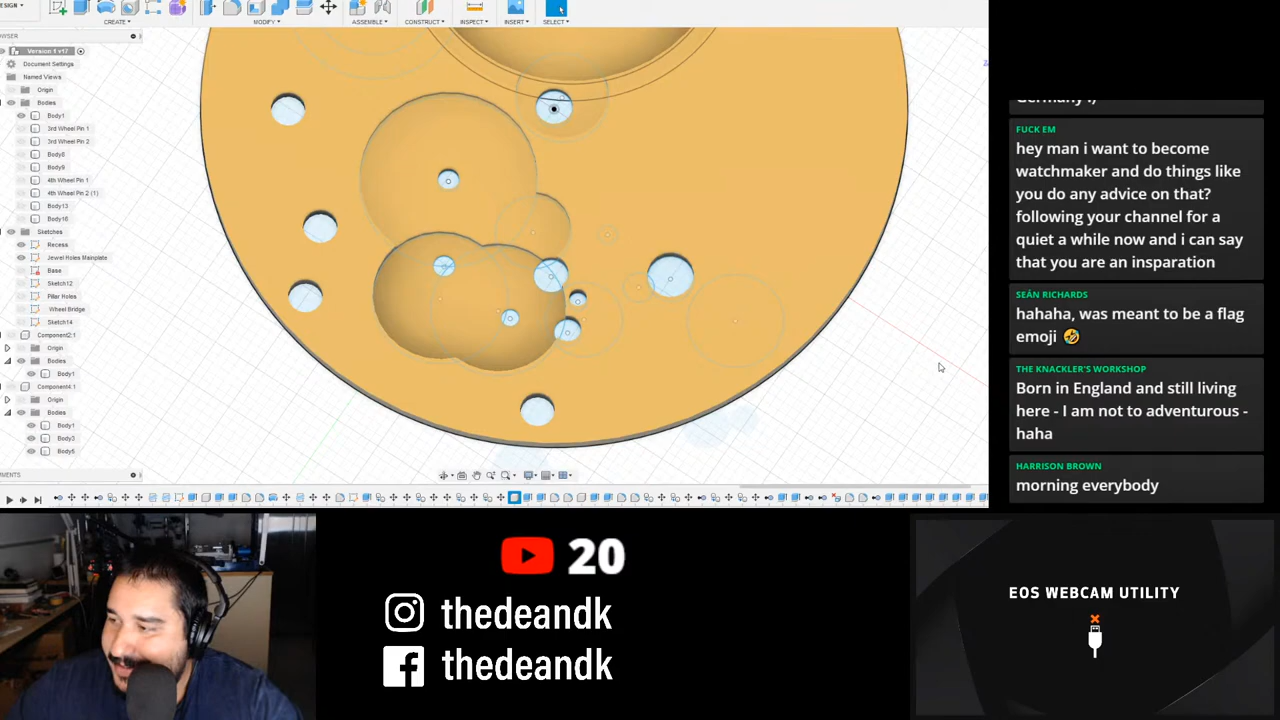 ESIGN
CREATE
MODIFY
ASSEMBLE
CONSTRUCT
INSPECT
INSERT
SELECT
OWSER
Version 1 v17
Document Settings
Named Views
Origin
Bodies
Body1
3rd Wheel Pin 1
3rd Wheel Pin 2
Body8
Body9
4th Wheel Pin 1
4th Wheel Pin 2 (1)
Body13
Body16
Sketches
Recess
Jewel Holes Mainplate
Base
Sketch12
Pillar Holes
Wheel Bridge
Sketch14
Component2:1
Origin
Bodies
Body1
Component4:1
Origin
Bodies
Body1
Body3
Body5
MMENTS
Germany !)
FUCK EM
hey man i want to become
watchmaker and do things like
you do any advice on that?
following your channel for a
quiet a while now and i can say
that you are an insparation
SEÁN RICHARDS
hahaha, was meant to be a flag
emoji 🤣
THE KNACKLER'S WORKSHOP
Born in England and still living
here - I am not to adventurous -
haha
HARRISON BROWN
morning everybody
20
thedeandk
thedeandk
EOS WEBCAM UTILITY